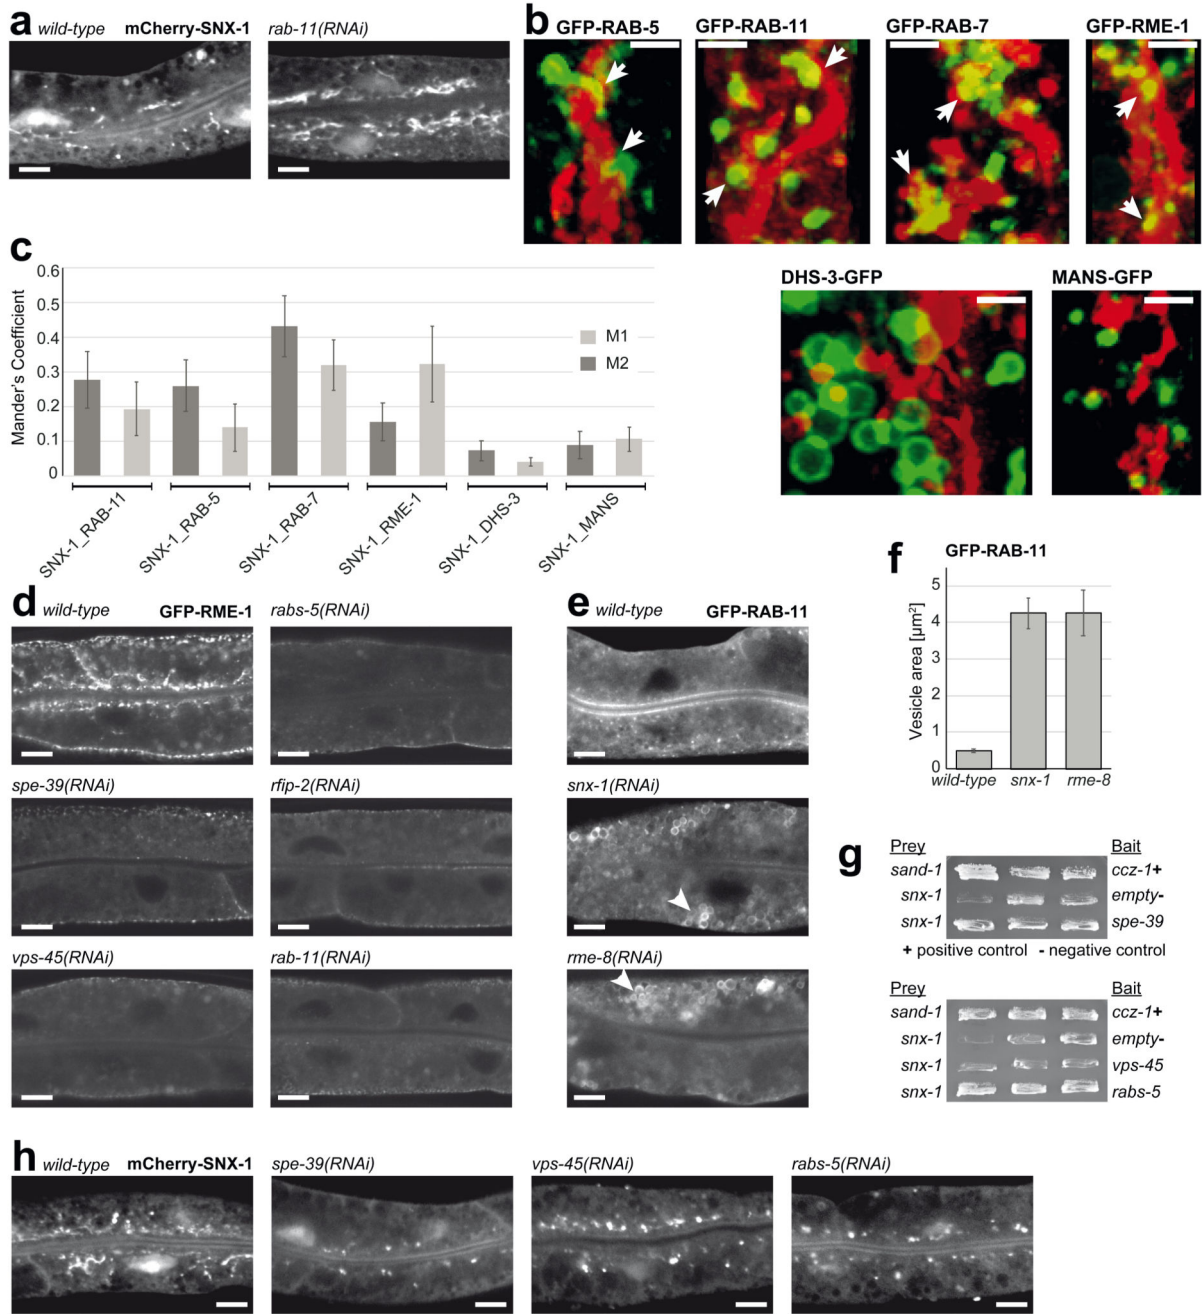 a wild-type mCherry-SNX-1 rab-11(RNAi)
b GFP-RAB-5 GFP-RAB-11 GFP-RAB-7 GFP-RME-1
DHS-3-GFP MANS-GFP
c
Mander's Coefficient
0.6
0.5
0.4
0.3
0.2
0.1
0
M1
M2
SNX-1_RAB-11
SNX-1_RAB-5
SNX-1_RAB-7
SNX-1_RME-1
SNX-1_DHS-3
SNX-1_MANS
d wild-type GFP-RME-1 rabs-5(RNAi)
spe-39(RNAi) rfip-2(RNAi)
vps-45(RNAi) rab-11(RNAi)
e wild-type GFP-RAB-11
snx-1(RNAi)
rme-8(RNAi)
f GFP-RAB-11
Vesicle area [µm²]
5
4
3
2
1
0
wild-type snx-1 rme-8
g
Prey Bait
sand-1 ccz-1+
snx-1 empty-
snx-1 spe-39
+ positive control - negative control
Prey Bait
sand-1 ccz-1+
snx-1 empty-
snx-1 vps-45
snx-1 rabs-5
h wild-type mCherry-SNX-1 spe-39(RNAi) vps-45(RNAi) rabs-5(RNAi)